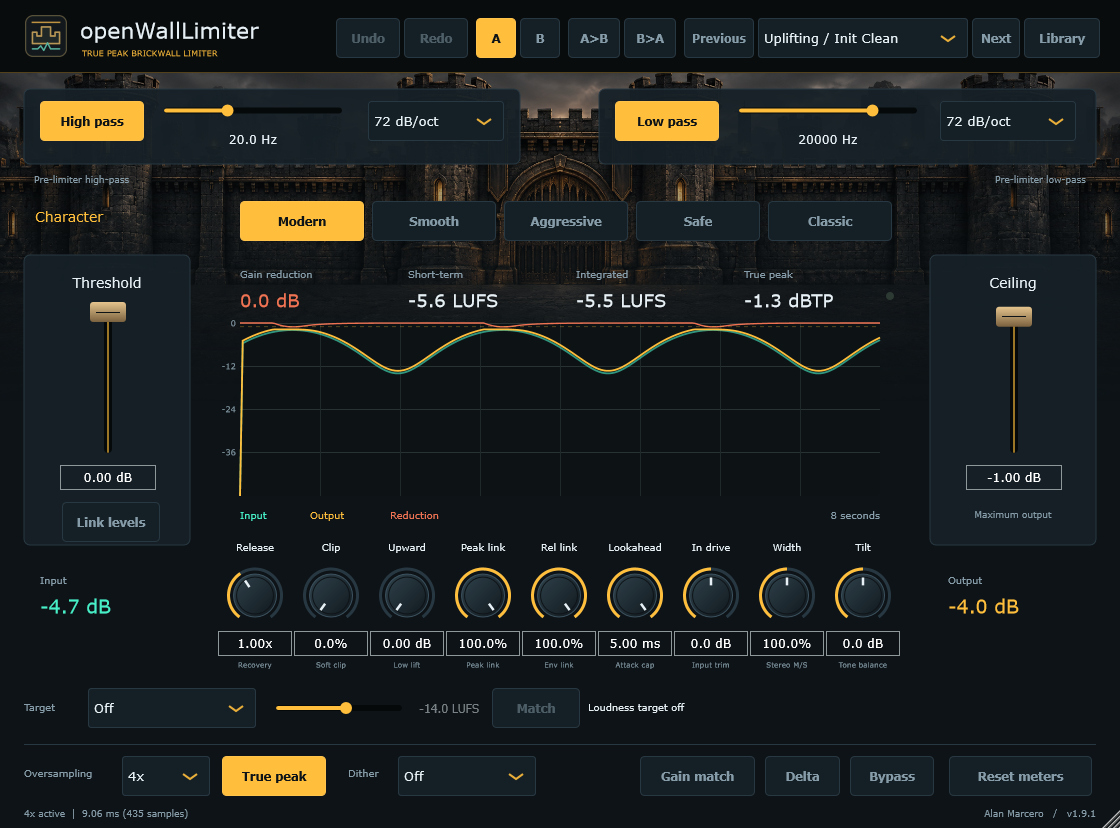 openWallLimiter
TRUE PEAK BRICKWALL LIMITER
Undo Redo A B A>B B>A Previous Uplifting / Init Clean Next Library
High pass 20.0 Hz 72 dB/oct
Low pass 20000 Hz 72 dB/oct
Pre-limiter high-pass
Pre-limiter low-pass
Character Modern Smooth Aggressive Safe Classic
Threshold
0.00 dB
Link levels
Gain reduction Short-term Integrated True peak
0.0 dB -5.6 LUFS -5.5 LUFS -1.3 dBTP
0
-12
-24
-36
Input Output Reduction 8 seconds
Ceiling
-1.00 dB
Maximum output
Release Clip Upward Peak link Rel link Lookahead In drive Width Tilt
1.00x 0.0% 0.00 dB 100.0% 100.0% 5.00 ms 0.0 dB 100.0% 0.0 dB
Recovery Soft clip Low lift Peak link Env link Attack cap Input trim Stereo M/S Tone balance
Input
-4.7 dB
Output
-4.0 dB
Target Off -14.0 LUFS Match Loudness target off
Oversampling 4x True peak Dither Off Gain match Delta Bypass Reset meters
4x active | 9.06 ms (435 samples)
Alan Marcero / v1.9.1